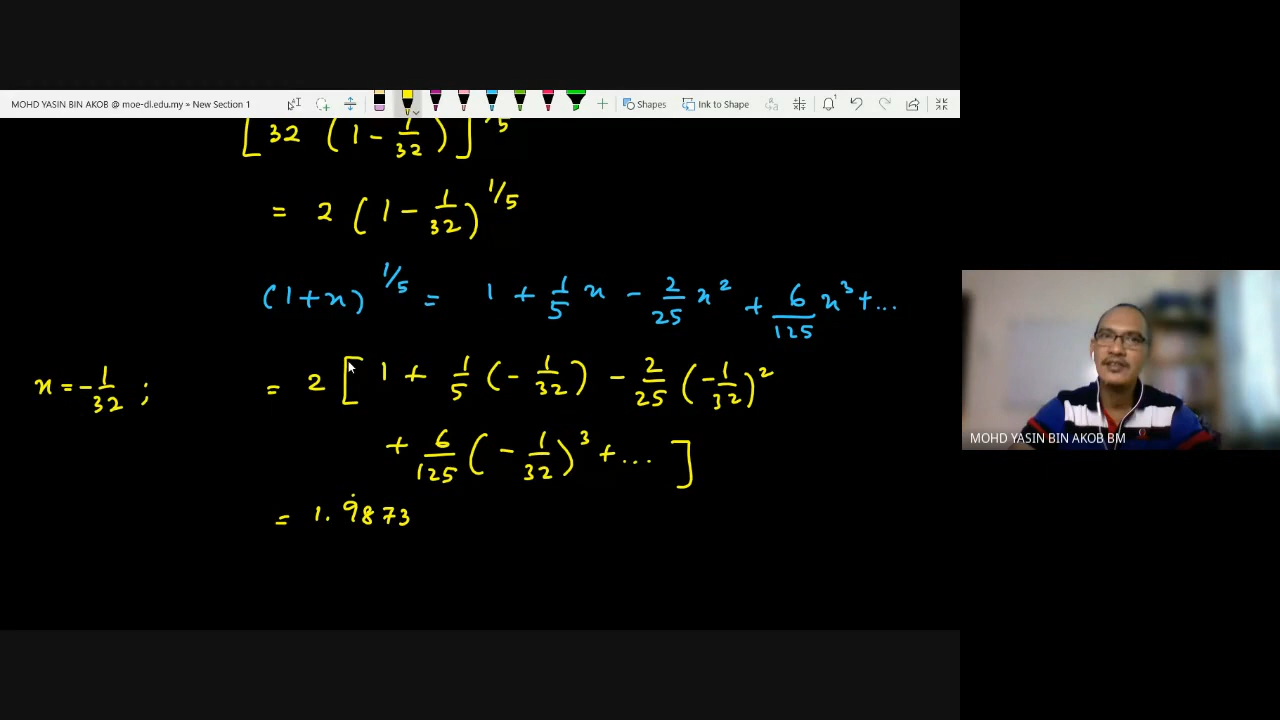 MOHD YASIN BIN AKOB @ moe-dl.edu.my » New Section 1
Shapes
Ink to Shape
[32 (1 - 1/32)]^1/5
= 2 (1 - 1/32)^1/5
(1+x)^1/5 = 1 + 1/5 x - 2/25 x² + 6/125 x³ + ...
x = -1/32 ; = 2 [1 + 1/5 (- 1/32) - 2/25 (- 1/32)²
+ 6/125 (- 1/32)³ + ... ]
= 1.9873
MOHD YASIN BIN AKOB BM